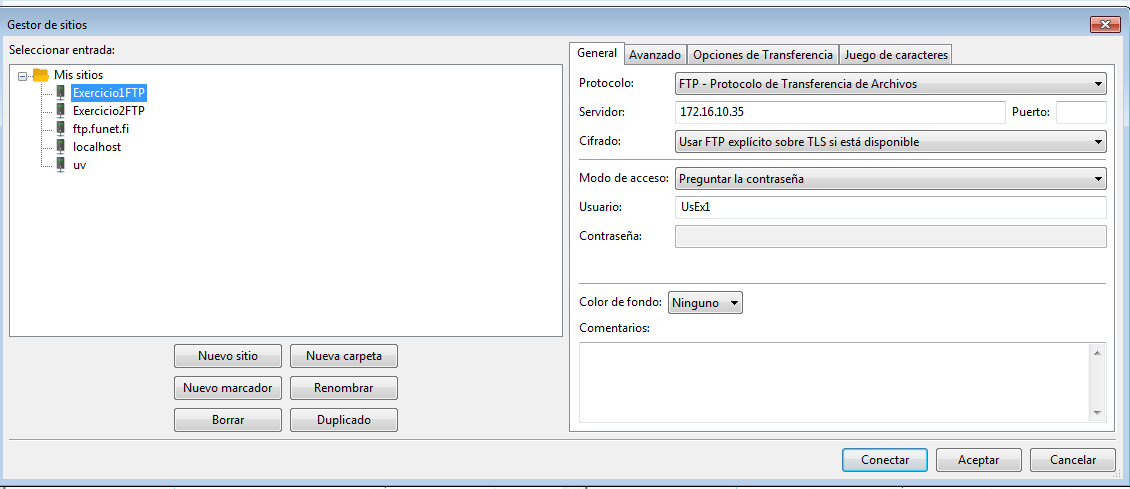 Gestor de sitios
Seleccionar entrada:
Mis sitios
Exercicio1FTP
Exercicio2FTP
ftp.funet.fi
localhost
uv
Nuevo sitio
Nueva carpeta
Nuevo marcador
Renombrar
Borrar
Duplicado
General
Avanzado
Opciones de Transferencia
Juego de caracteres
Protocolo:
FTP - Protocolo de Transferencia de Archivos
Servidor:
172.16.10.35
Puerto:
Cifrado:
Usar FTP explícito sobre TLS si está disponible
Modo de acceso:
Preguntar la contraseña
Usuario:
UsEx1
Contraseña:
Color de fondo:
Ninguno
Comentarios:
Conectar
Aceptar
Cancelar